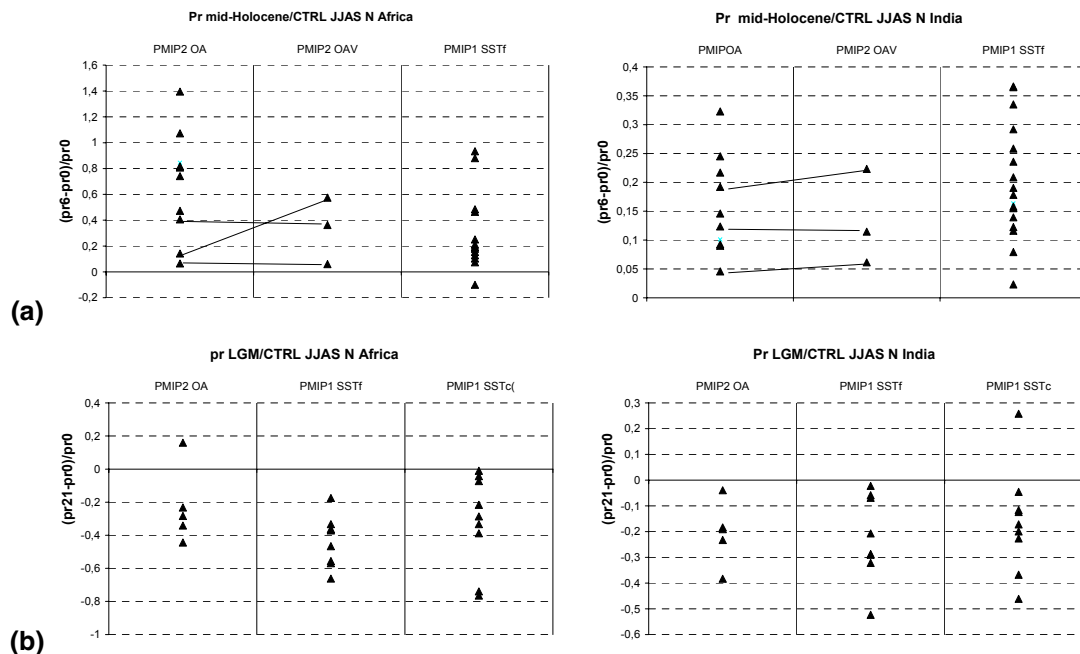 Pr mid-Holocene/CTRL JJAS N Africa
PMIP2 OA PMIP2 OAV PMIP1 SSTf
(pr6-pr0)/pr0
1,6
1,4
1,2
1
0,8
0,6
0,4
0,2
0
-0,2
Pr mid-Holocene/CTRL JJAS N India
PMIPOA PMIP2 OAV PMIP1 SSTf
(pr6-pr0)/pr0
0,4
0,35
0,3
0,25
0,2
0,15
0,1
0,05
0
(a)
pr LGM/CTRL JJAS N Africa
PMIP2 OA PMIP1 SSTf PMIP1 SSTc(
(pr21-pr0)/pr0
0,4
0,2
0
-0,2
-0,4
-0,6
-0,8
-1
Pr LGM/CTRL JJAS N India
PMIP2 OA PMIP1 SSTf PMIP1 SSTc
(pr21-pr0)/pr0
0,3
0,2
0,1
0
-0,1
-0,2
-0,3
-0,4
-0,5
-0,6
(b)